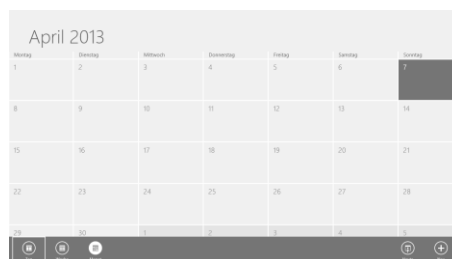 April 2013
Montag Dienstag Mittwoch Donnerstag Freitag Samstag Sonntag
1 2 3 4 5 6 7
8 9 10 11 12 13 14
15 16 17 18 19 20 21
22 23 24 25 26 27 28
29 30 1 2 3 4 5